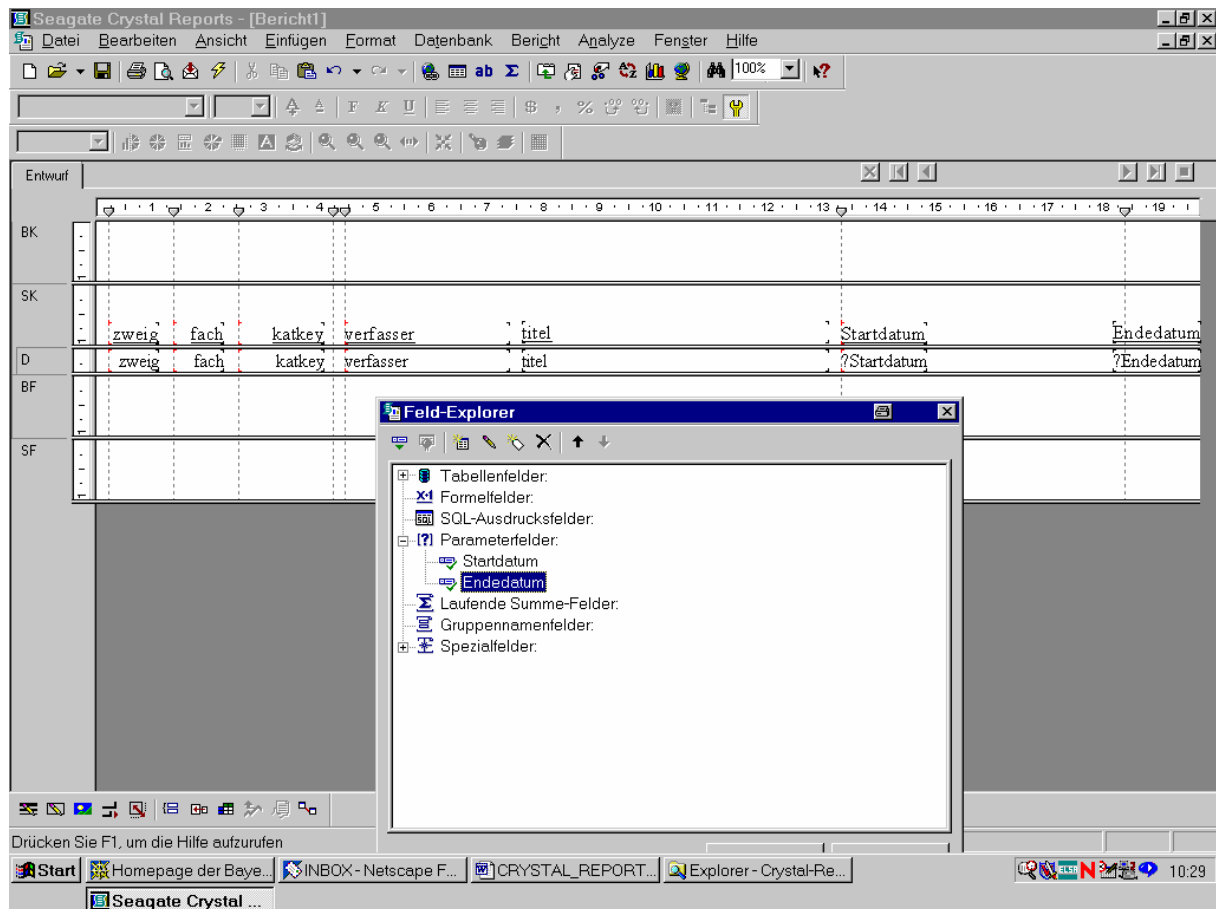 Seagate Crystal Reports - [Bericht1]
Datei Bearbeiten Ansicht Einfügen Format Datenbank Bericht Analyze Fenster Hilfe
ab Σ 100%
F K U $ , %
A
Entwurf
1 2 3 4 5 6 7 8 9 10 11 12 13 14 15 16 17 18 19
BK
SK
zweig fach katkey verfasser titel Startdatum Endedatum
D zweig fach katkey verfasser titel ?Startdatum ?Endedatum
BF
SF
Feld-Explorer
Tabellenfelder:
X+1 Formelfelder:
SQL SQL-Ausdrucksfelder:
[?] Parameterfelder:
Startdatum
Endedatum
Σ Laufende Summe-Felder:
Gruppennamenfelder:
Spezialfelder:
Drücken Sie F1, um die Hilfe aufzurufen
Start Homepage der Baye... INBOX - Netscape F... CRYSTAL_REPORT... Explorer - Crystal-Re... N 10:29
Seagate Crystal ...